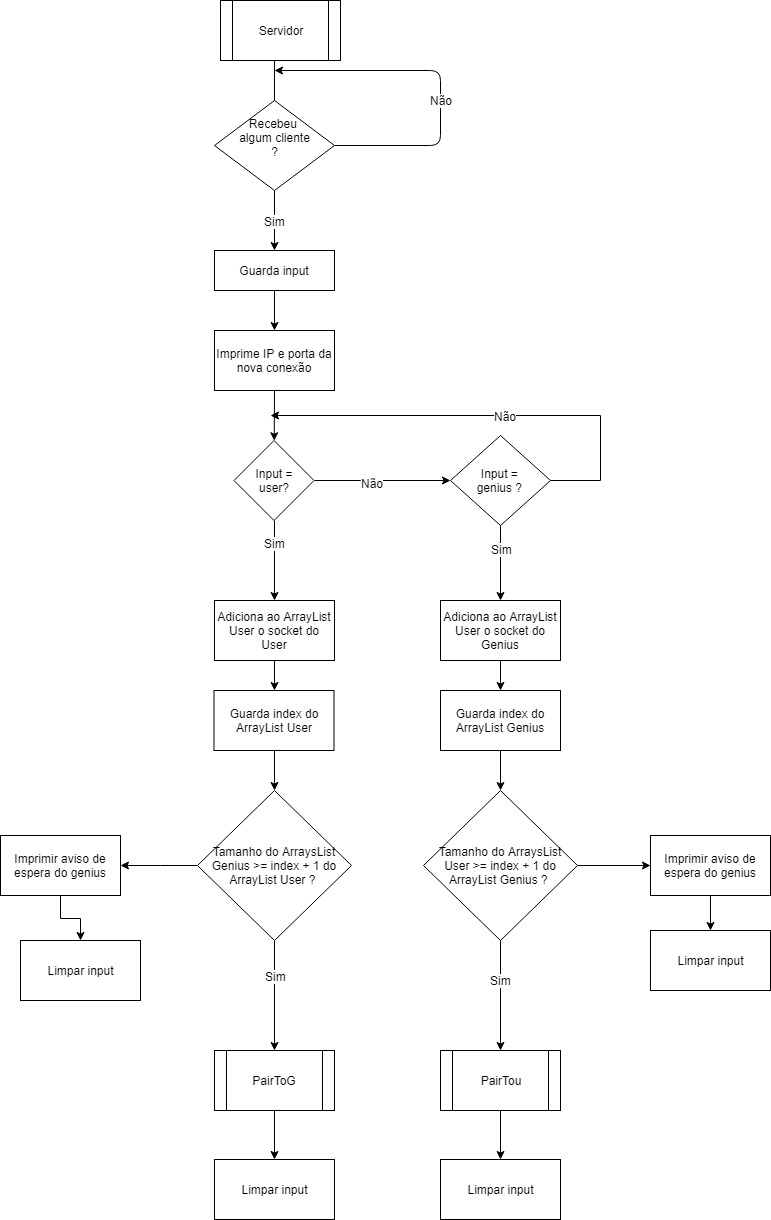 Servidor
Não
Recebeu
algum cliente
?
Sim
Guarda input
Imprime IP e porta da
nova conexão
Não
Input =
user?
Não
Input =
genius ?
Sim
Sim
Adiciona ao ArrayList
User o socket do
User
Adiciona ao ArrayList
User o socket do
Genius
Guarda index do
ArrayList User
Guarda index do
ArrayList Genius
Imprimir aviso de
espera do genius
Tamanho do ArraysList
Genius >= index + 1 do
ArrayList User ?
Tamanho do ArraysList
User >= index + 1 do
ArrayList Genius ?
Imprimir aviso de
espera do genius
Limpar input
Limpar input
Sim
Sim
PairToG
PairTou
Limpar input
Limpar input